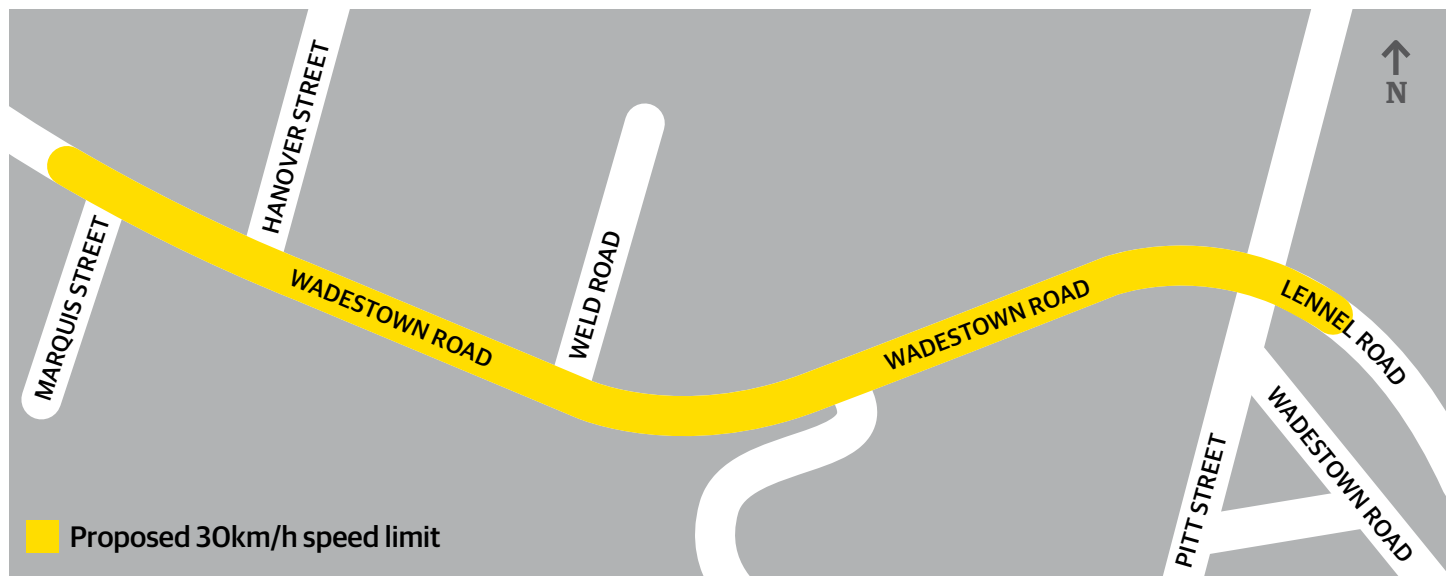 N
HANOVER STREET
MARQUIS STREET
WADESTOWN ROAD
WELD ROAD
WADESTOWN ROAD
LENNEL ROAD
WADESTOWN ROAD
PITT STREET
Proposed 30km/h speed limit